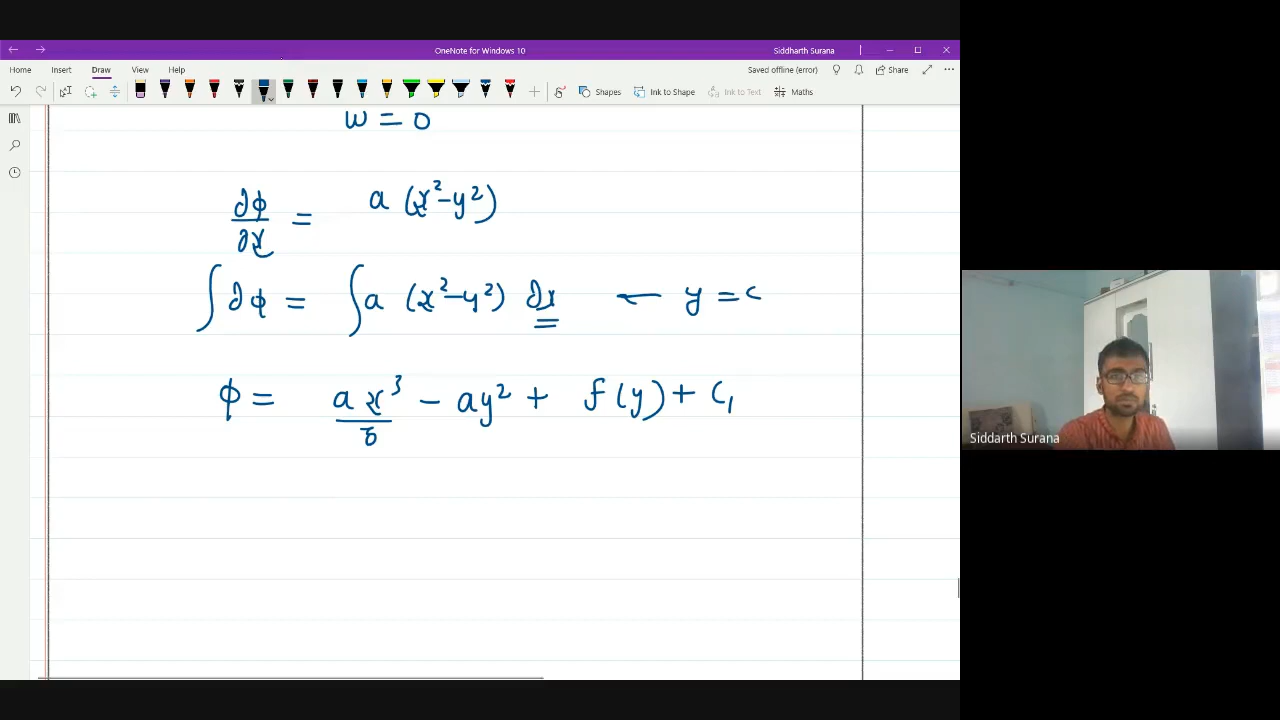 OneNote for Windows 10
Siddharth Surana
Home Insert Draw View Help
Saved offline (error)
Share
Shapes
Ink to Shape
Ink to Text
Maths
w = 0
∂ϕ/∂x = a (x²-y²)
∫∂ϕ = ∫a (x²-y²) ∂x ← y = c
ϕ = ax³/3 - ay² + f(y) + C₁
Siddarth Surana